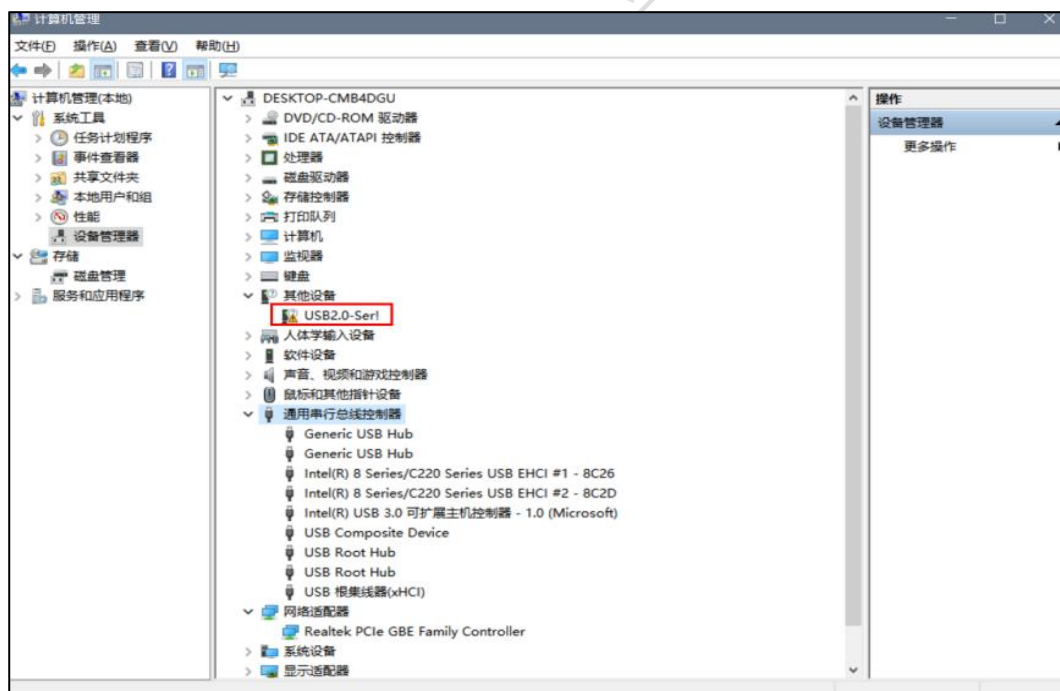 计算机管理
文件(F) 操作(A) 查看(V) 帮助(H)
计算机管理(本地)
系统工具
任务计划程序
事件查看器
共享文件夹
本地用户和组
性能
设备管理器
存储
磁盘管理
服务和应用程序
DESKTOP-CMB4DGU
DVD/CD-ROM 驱动器
IDE ATA/ATAPI 控制器
处理器
磁盘驱动器
存储控制器
打印队列
计算机
监视器
键盘
其他设备
USB2.0-Ser!
人体学输入设备
软件设备
声音、视频和游戏控制器
鼠标和其他指针设备
通用串行总线控制器
Generic USB Hub
Generic USB Hub
Intel(R) 8 Series/C220 Series USB EHCI #1 - 8C26
Intel(R) 8 Series/C220 Series USB EHCI #2 - 8C2D
Intel(R) USB 3.0 可扩展主机控制器 - 1.0 (Microsoft)
USB Composite Device
USB Root Hub
USB Root Hub
USB 根集线器(xHCI)
网络适配器
Realtek PCIe GBE Family Controller
系统设备
显示适配器
操作
设备管理器
更多操作